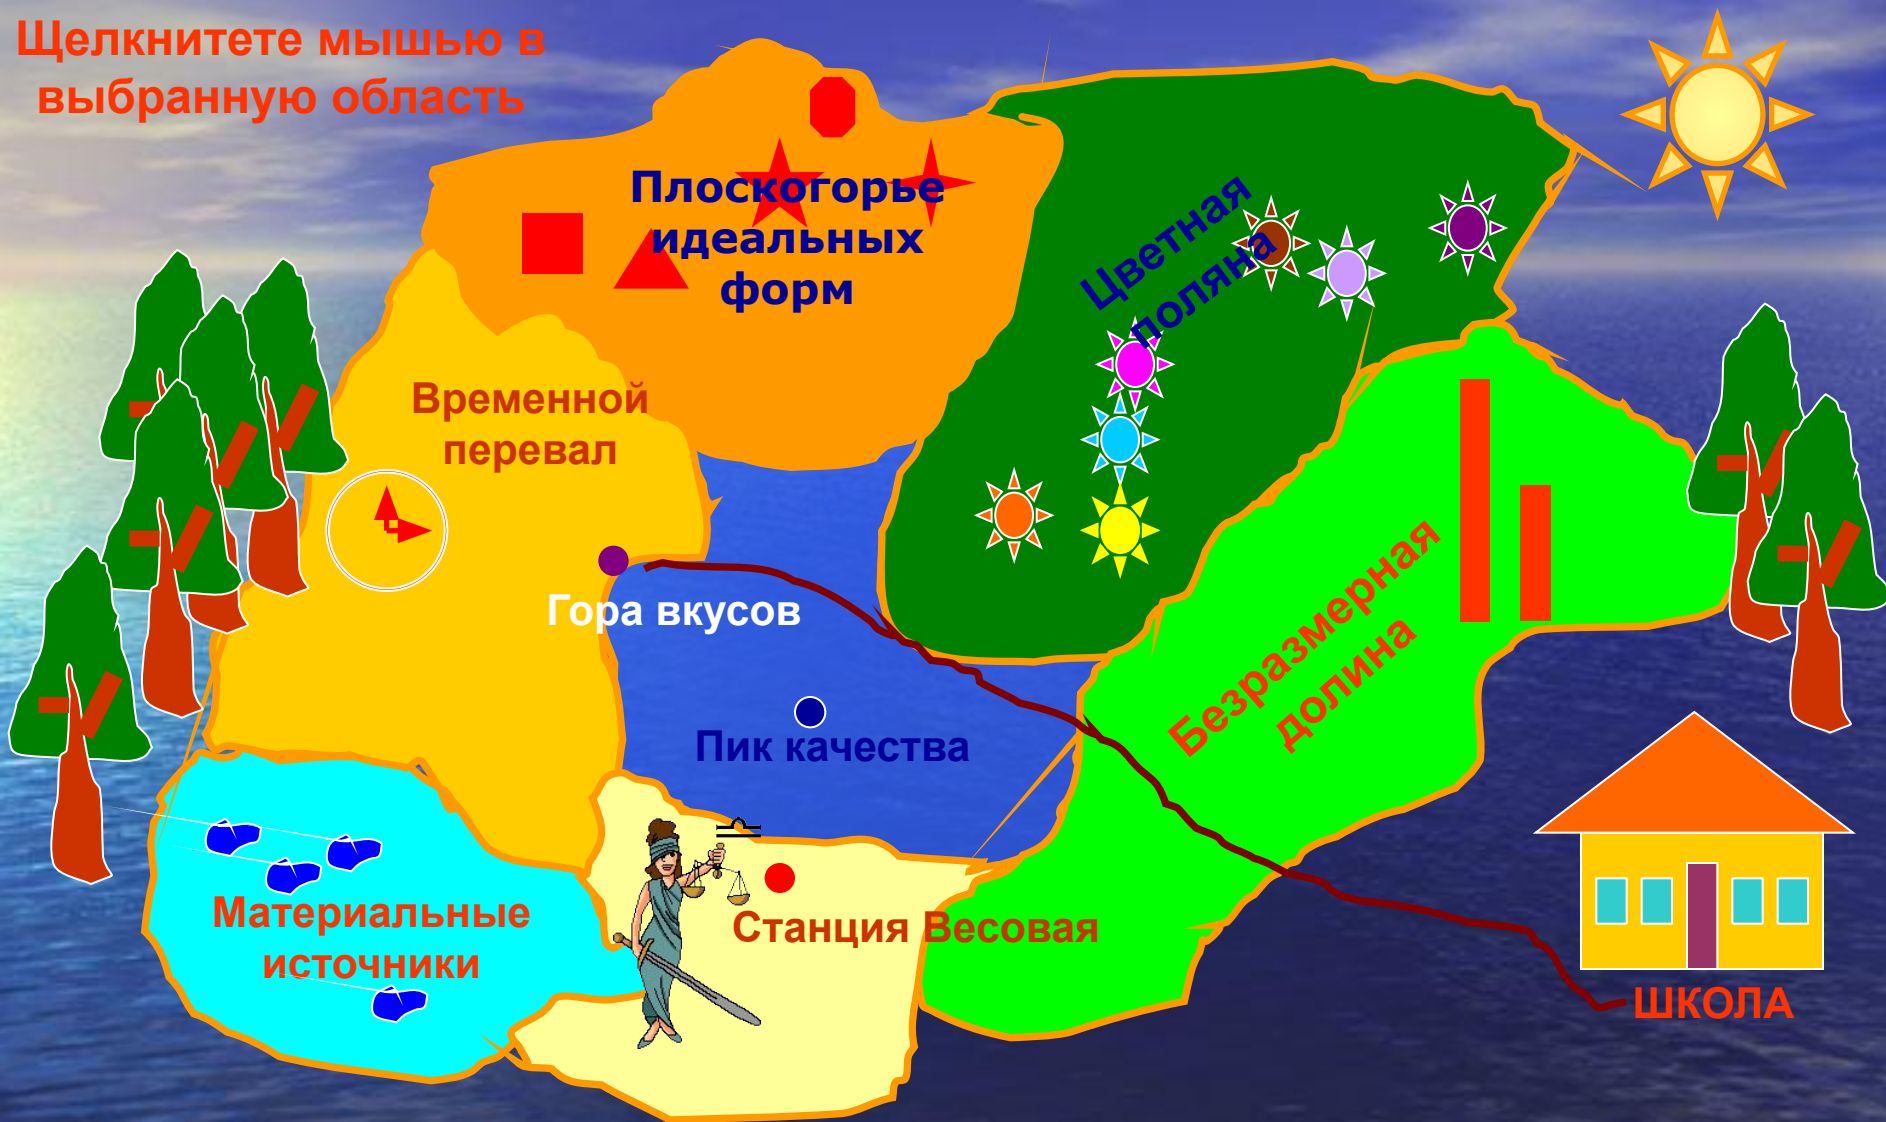 Щелкнитете мышью в
выбранную область
Плоскогорье
идеальных
форм
Цветная
поляна
Временной
перевал
Гора вкусов
Безразмерная
долина
Пик качества
Материальные
источники
Станция Весовая
ШКОЛА